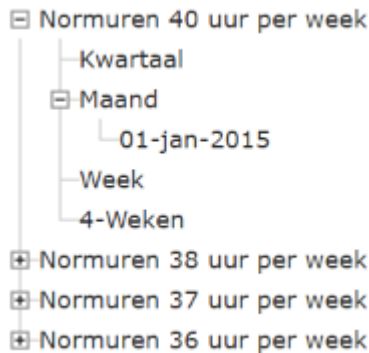 Normuren 40 uur per week
Kwartaal
Maand
01-jan-2015
Week
4-Weken
Normuren 38 uur per week
Normuren 37 uur per week
Normuren 36 uur per week